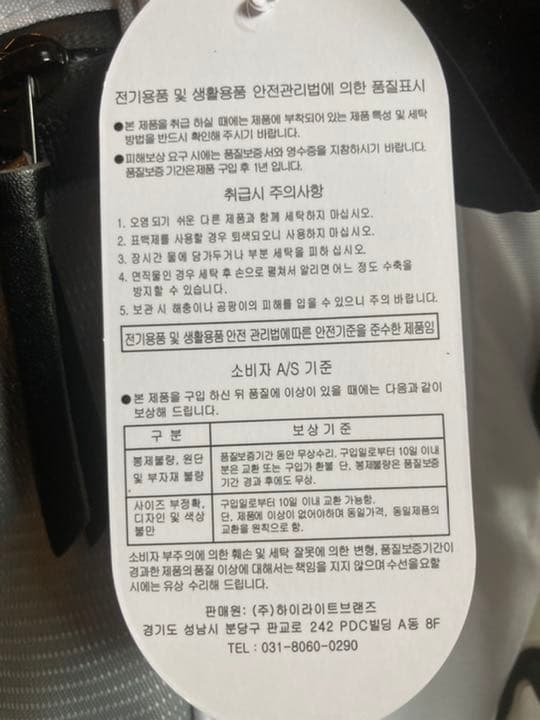 전기용품 및 생활용품 안전관리법에 의한 품질표시
●본 제품을 취급 하실 때에는 제품에 부착되어 있는 제품 특성 및 세탁
방법을 반드시 확인해 주시기 바랍니다.
●피해보상 요구 시에는 품질보증서와 영수증을 지참하시기 바랍니다.
품질보증 기간은 제품 구입 후 1년 입니다.
취급시 주의사항
1. 오염 되기 쉬운 다른 제품과 함께 세탁하지 마십시오.
2. 표백제를 사용할 경우 퇴색되오니 사용하지 마십시오.
3. 장시간 물에 담가두거나 부분 세탁을 피하 십시오.
4. 면직물인 경우 세탁 후 손으로 펼쳐서 말리면 어느 정도 수축을
방지할 수 있습니다.
5. 보관 시 해충이나 곰팡이의 피해를 입을 수 있으니 주의 바랍니다.
전기용품 및 생활용품 안전 관리법에 따른 안전기준을 준수한 제품임
소비자 A/S 기준
●본 제품을 구입 하신 뒤 품질에 이상이 있을 때에는 다음과 같이
보상해 드립니다.
구 분
보 상 기 준
봉제불량, 원단
및 부자재 불량
품질보증기간 동안 무상수리, 구입일로부터 10일 이내
분은 교환 또는 구입가 환불 단, 봉제불량은 품질보증
기간 경과 후에도 무상.
사이즈 부정확,
디자인 및 색상
불만
구입일로부터 10일 이내 교환 가능함.
단, 제품에 이상이 없어야하며 동일가격, 동일제품의
교환을 원칙으로 함.
소비자 부주의에 의한 훼손 및 세탁 잘못에 의한 변형, 품질보증기간이
경과한 제품의 품질 이상에 대해서는 책임을 지지 않으며 수선을 요할
시에는 유상 수리해 드립니다.
판매원: (주)하이라이트브랜즈
경기도 성남시 분당구 판교로 242 PDC빌딩 A동 8F
TEL : 031-8060-0290